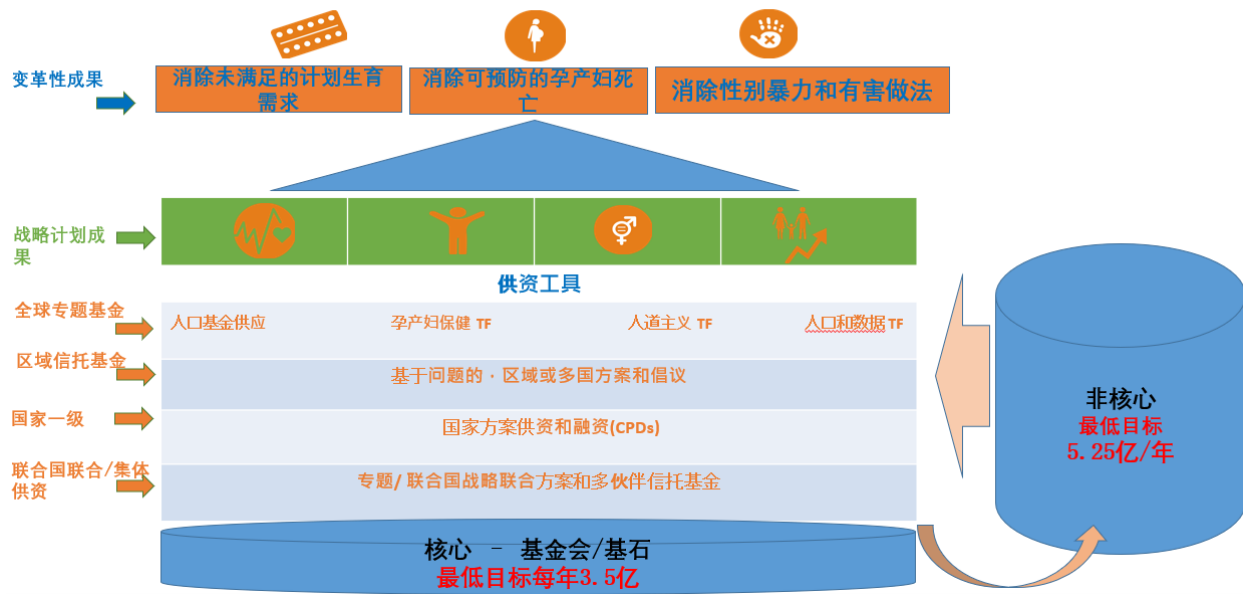 变革性成果
消除未满足的计划生育
需求
消除可预防的孕产妇死
亡
消除性别暴力和有害做法
战略计划成
果
供资工具
全球专题基金
人口基金供应
孕产妇保健 TF
人道主义 TF
人口和数据 TF
区域信托基金
基于问题的·区域或多国方案和倡议
国家一级
国家方案供资和融资(CPDs)
联合国联合/集体
供资
专题/ 联合国战略联合方案和多伙伴信托基金
非核心
最低目标
5.25亿/年
核心 - 基金会/基石
最低目标每年3.5亿